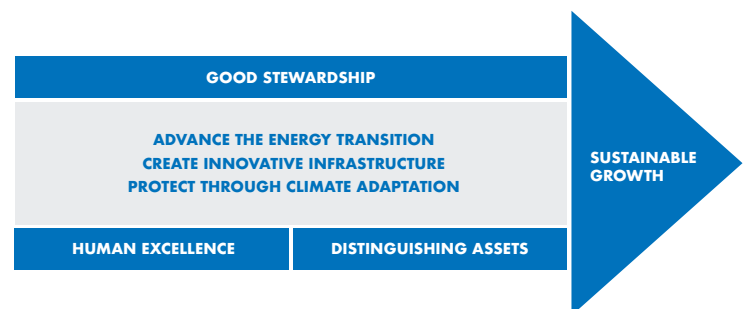 GOOD STEWARDSHIP
ADVANCE THE ENERGY TRANSITION
CREATE INNOVATIVE INFRASTRUCTURE
PROTECT THROUGH CLIMATE ADAPTATION
HUMAN EXCELLENCE
DISTINGUISHING ASSETS
SUSTAINABLE
GROWTH